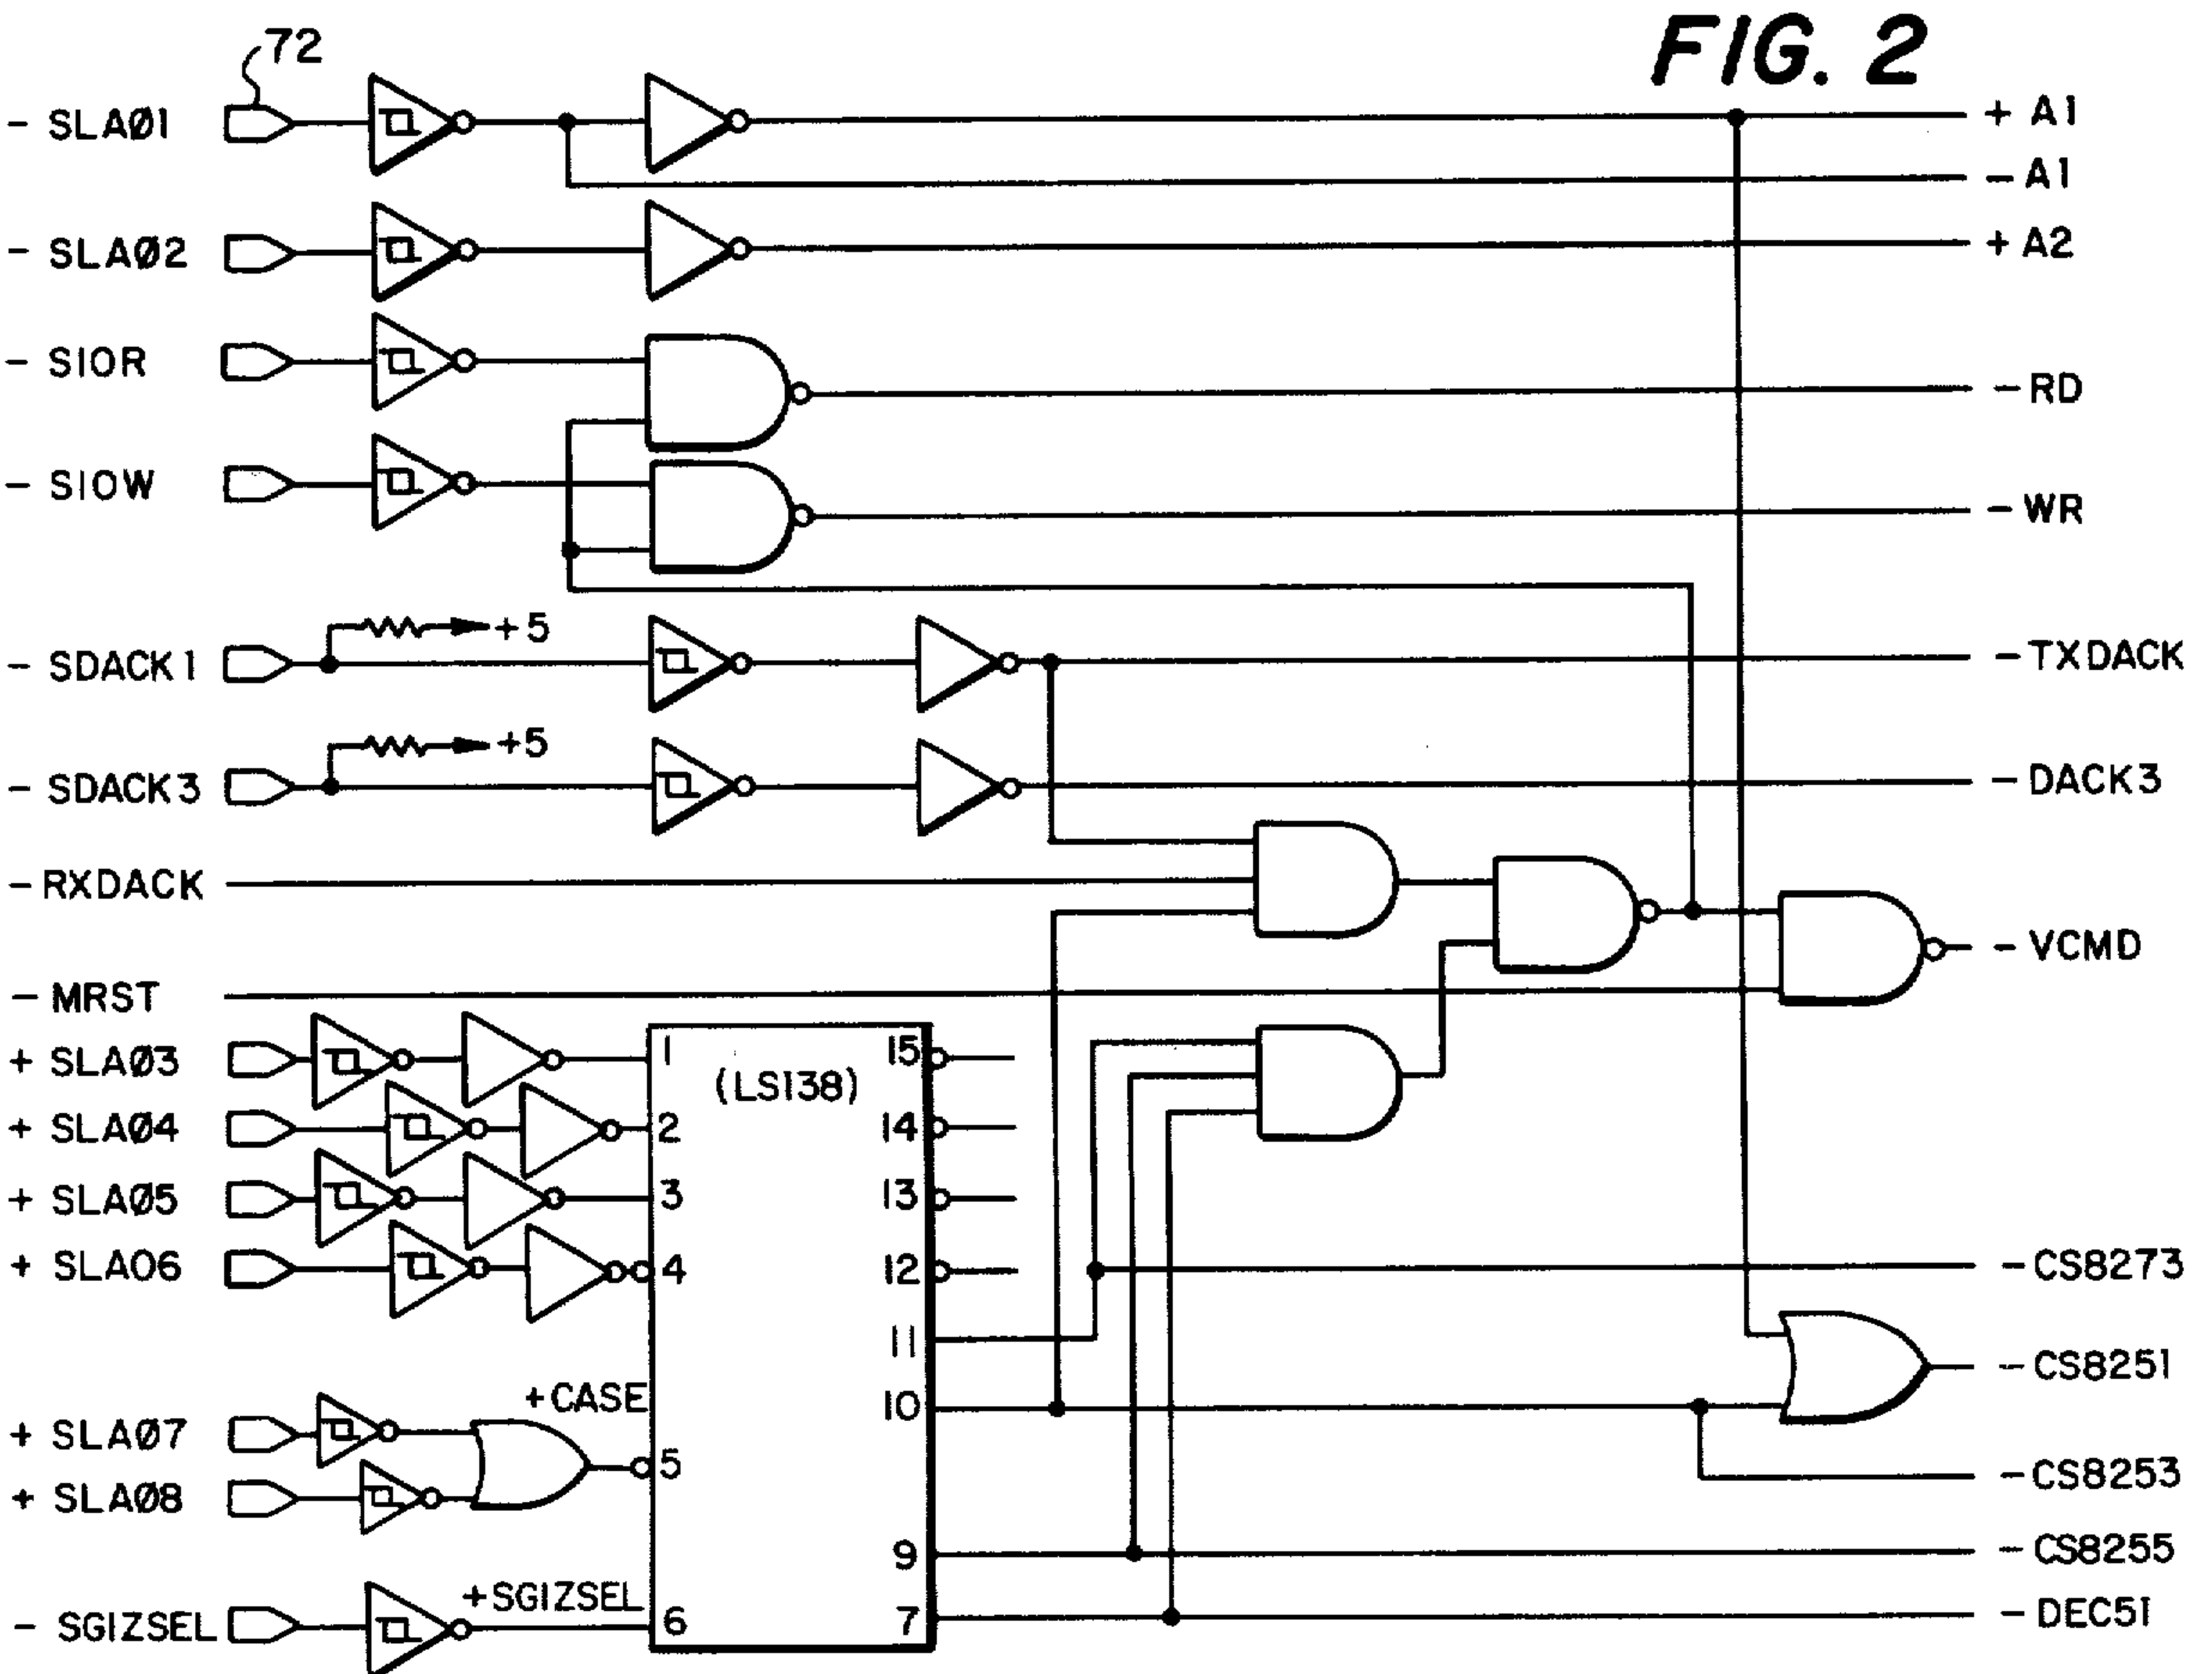 FIG. 2
72
- SLAØ1
+ A1
- A1
- SLAØ2
+ A2
- SIOR
- RD
- SIOW
- WR
+5
- SDACK1
- TXDACK
+5
- SDACK3
- DACK3
- RXDACK
- VCMD
- MRST
+ SLAØ3
1
(LS138)
15
+ SLAØ4
2
14
+ SLAØ5
3
13
+ SLAO6
4
12
- CS8273
11
- CS8251
+CASE
10
+ SLAØ7
5
- CS8253
+ SLAØ8
9
- CS8255
+SGIZSEL
- SGIZSEL
6
7
- DEC51